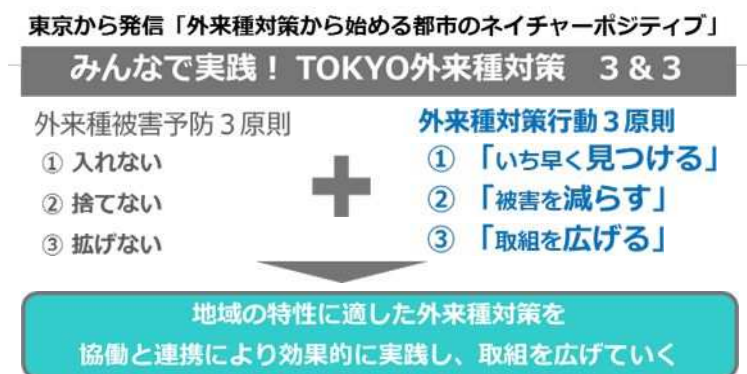 東京から発信「外来種対策から始める都市のネイチャーポジティブ」
みんなで実践！ TOKYO外来種対策　３＆３
外来種被害予防３原則
① 入れない
② 捨てない
③ 拡げない
外来種対策行動３原則
① 「いち早く見つける」
② 「被害を減らす」
③ 「取組を広げる」
地域の特性に適した外来種対策を
協働と連携により効果的に実践し、取組を広げていく